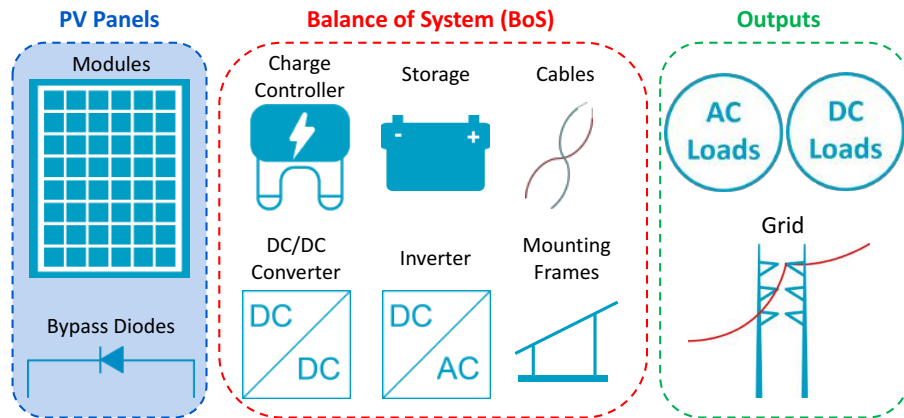 PV Panels
Balance of System (BoS)
Outputs
Modules
Bypass Diodes
Charge
Controller
Storage
- +
Cables
DC/DC
Converter
DC
DC
Inverter
DC
AC
Mounting
Frames
AC
Loads
DC
Loads
Grid